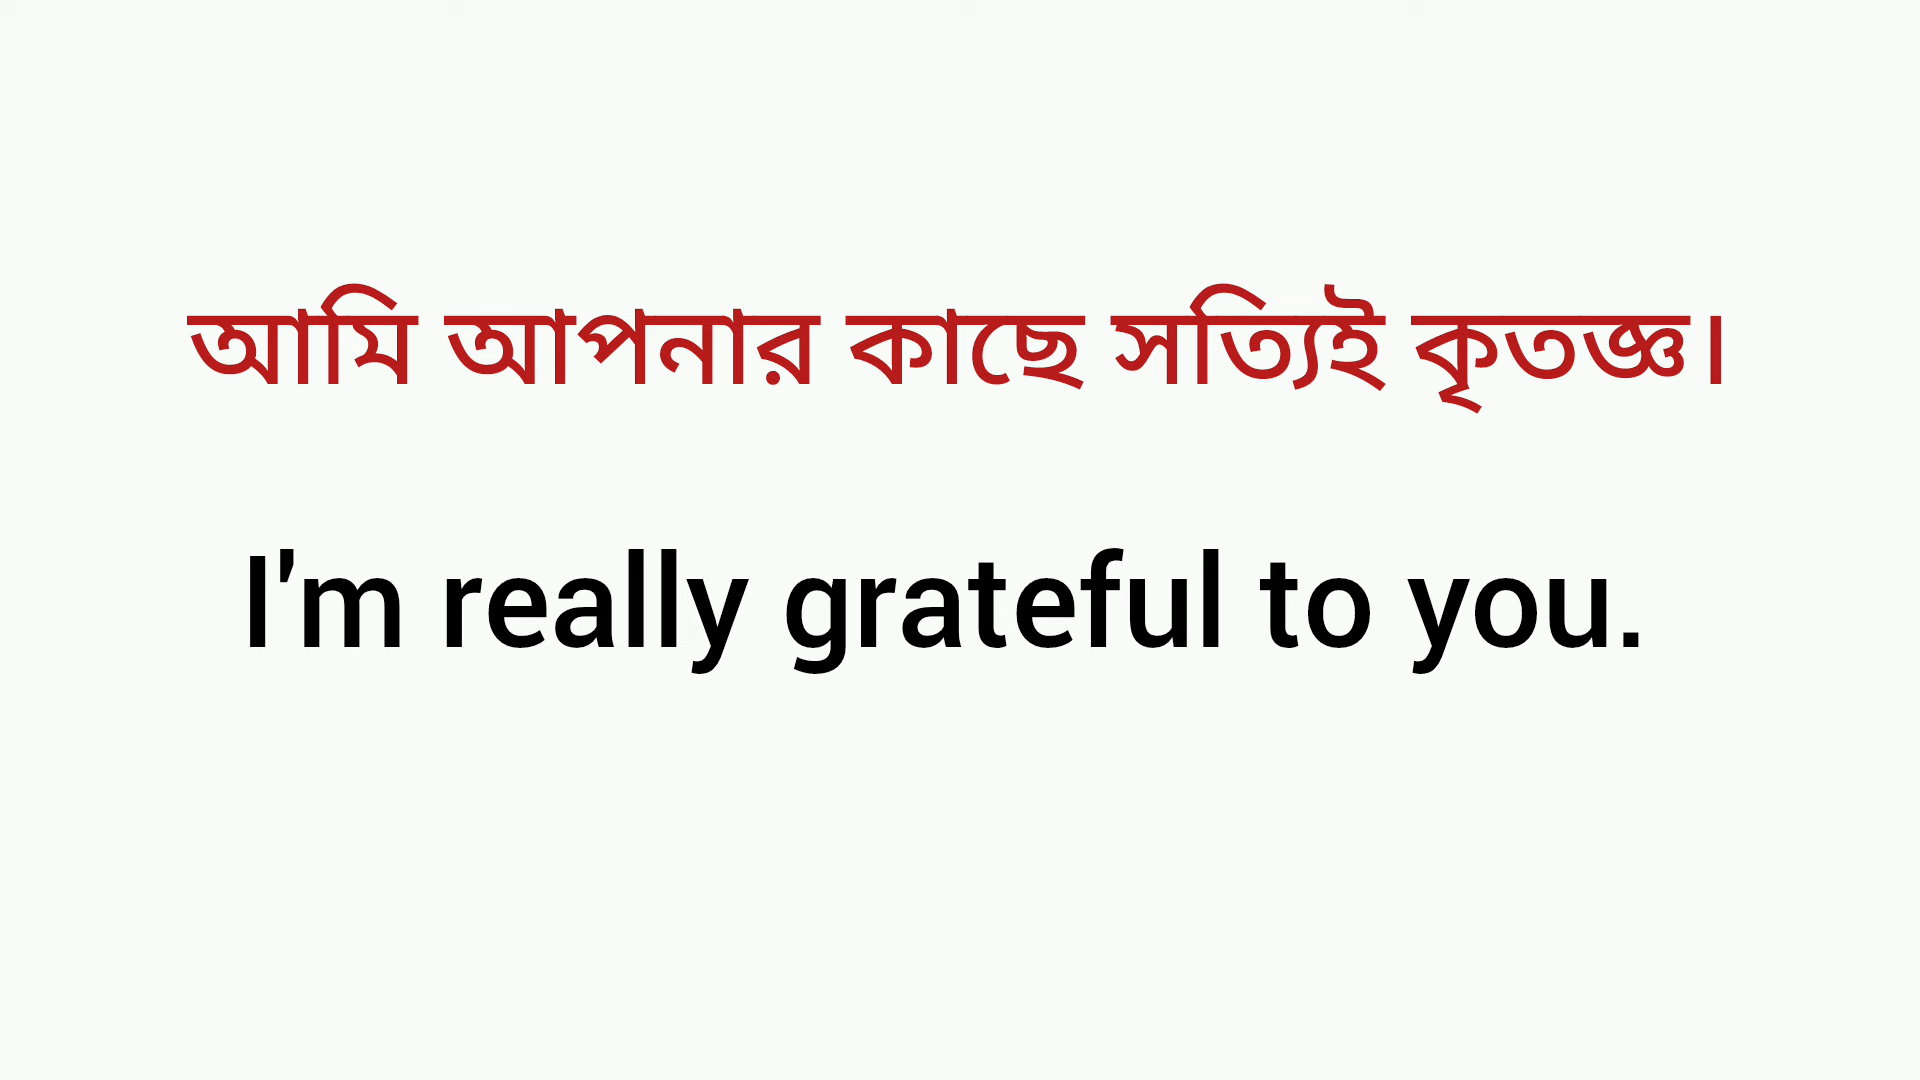 আমি আপনার কাছে সত্যিই কৃতজ্ঞ।
I'm really grateful to you.